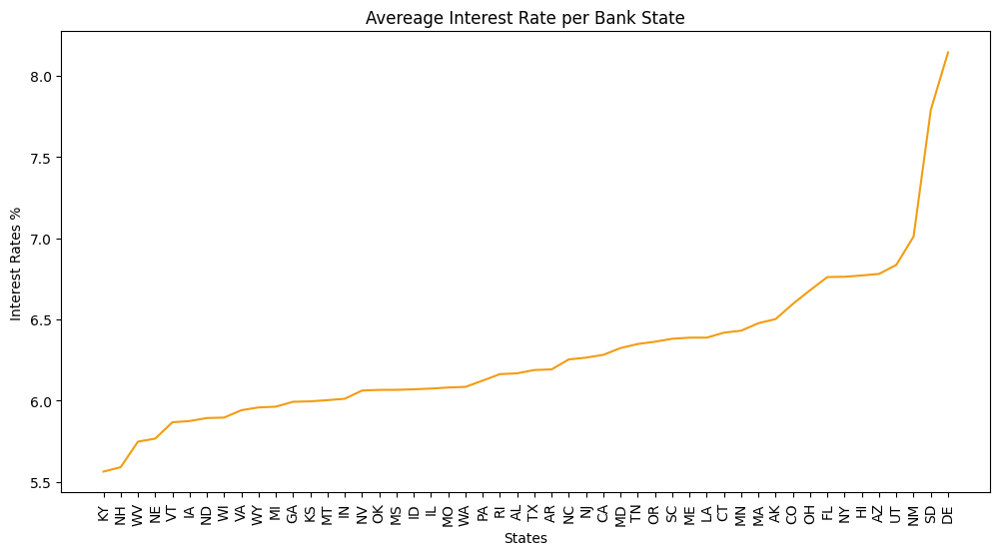 Avereage Interest Rate per Bank State
8.0
7.5
7.0
6.5
6.0
5.5
Interest Rates %
KY NH WV NE VT IA ND WI VA WY MI GA KS MT IN NV OK MS ID IL MO WA PA RI AL TX AR NC NJ CA MD TN OR SC ME LA CT MN MA AK CO OH FL NY HI AZ UT NM SD DE
States